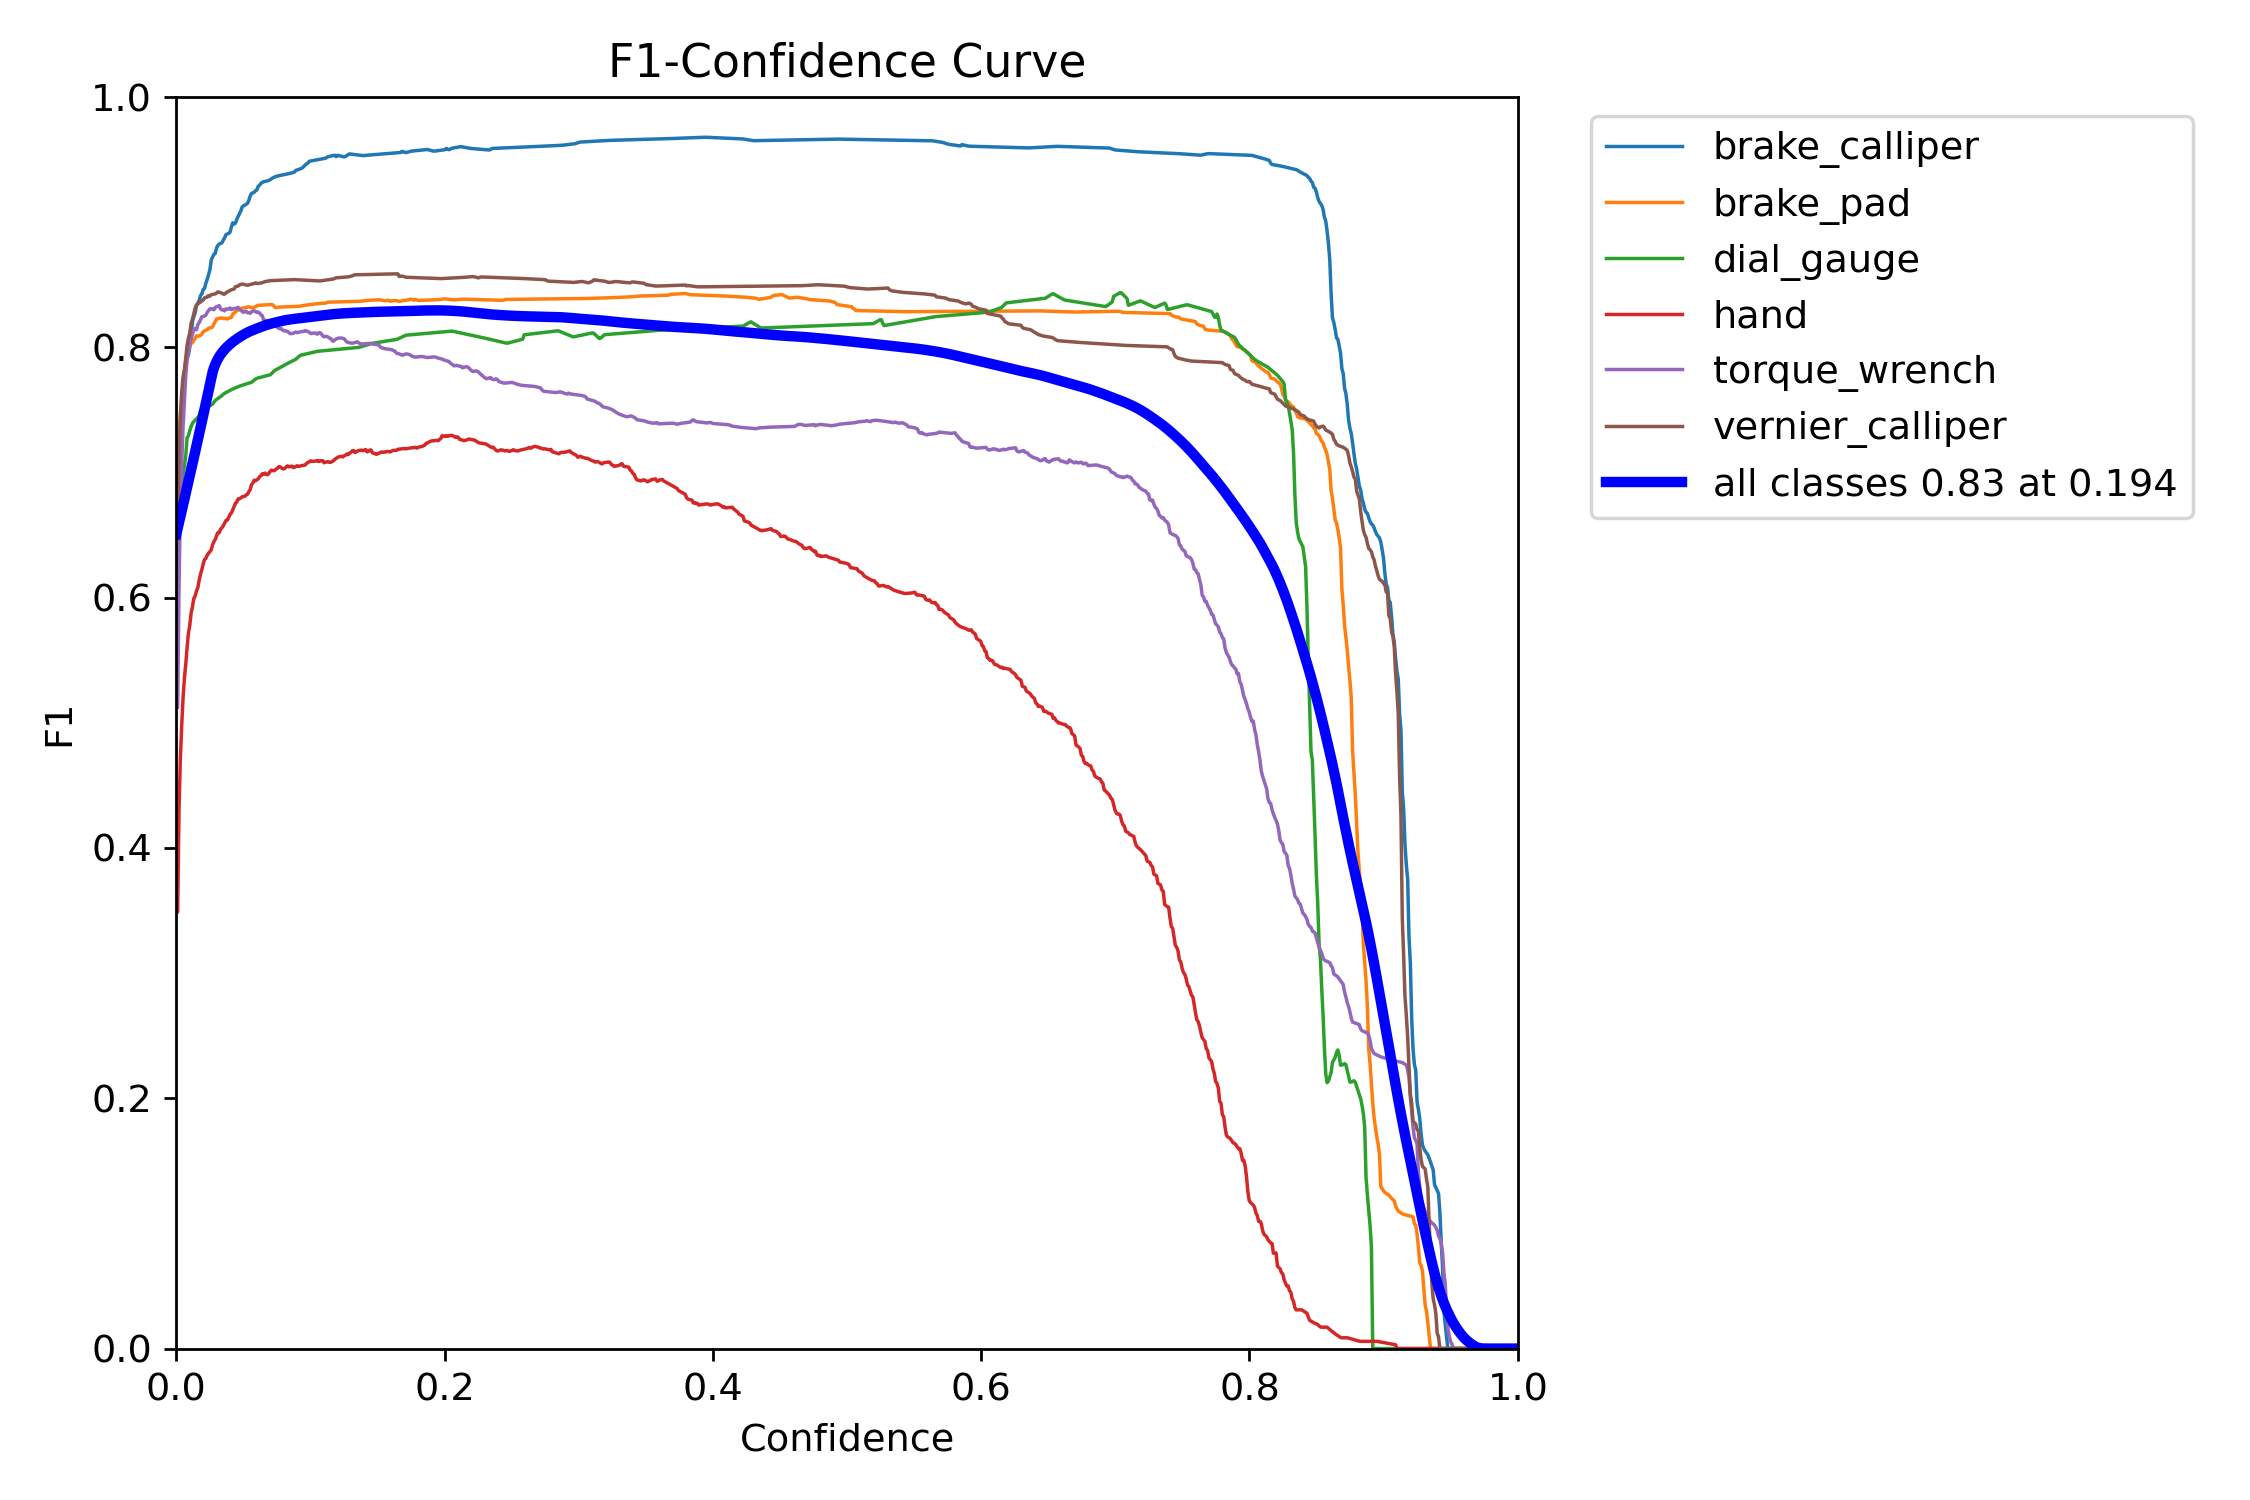 F1-Confidence Curve
1.0
0.8
0.6
0.4
0.2
0.0
F1
0.0 0.2 0.4 0.6 0.8 1.0
Confidence
brake_calliper
brake_pad
dial_gauge
hand
torque_wrench
vernier_calliper
all classes 0.83 at 0.194